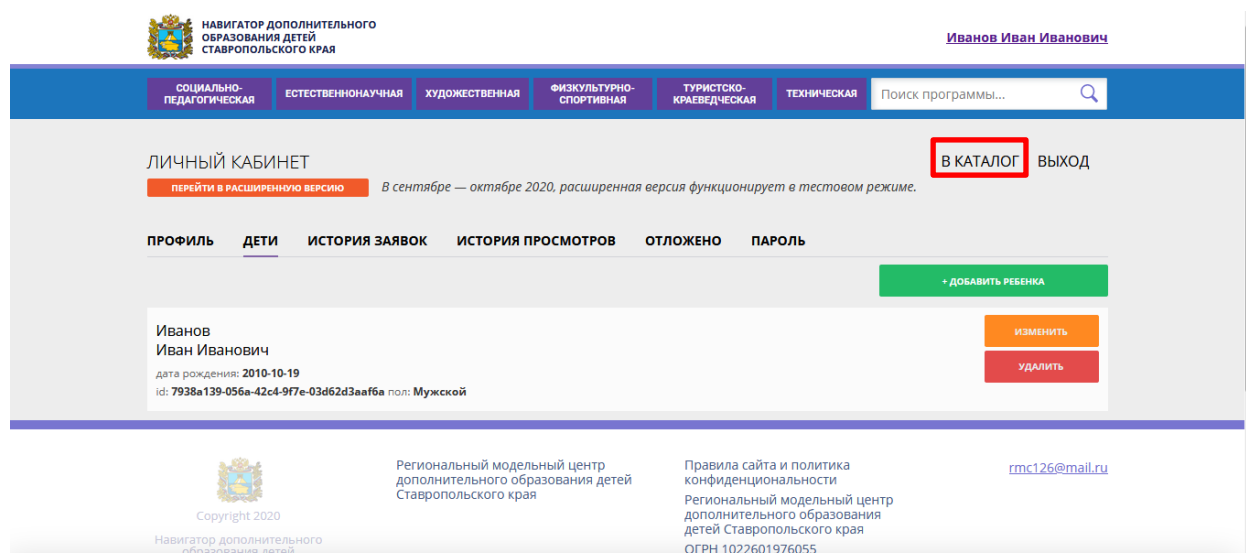 НАВИГАТОР ДОПОЛНИТЕЛЬНОГО
ОБРАЗОВАНИЯ ДЕТЕЙ
СТАВРОПОЛЬСКОГО КРАЯ
Иванов Иван Иванович
СОЦИАЛЬНО-
ПЕДАГОГИЧЕСКАЯ
ЕСТЕСТВЕННОНАУЧНАЯ
ХУДОЖЕСТВЕННАЯ
ФИЗКУЛЬТУРНО-
СПОРТИВНАЯ
ТУРИСТСКО-
КРАЕВЕДЧЕСКАЯ
ТЕХНИЧЕСКАЯ
Поиск программы...
ЛИЧНЫЙ КАБИНЕТ
В КАТАЛОГ ВЫХОД
ПЕРЕЙТИ В РАСШИРЕННУЮ ВЕРСИЮ
В сентябре — октябре 2020, расширенная версия функционирует в тестовом режиме.
ПРОФИЛЬ ДЕТИ ИСТОРИЯ ЗАЯВОК ИСТОРИЯ ПРОСМОТРОВ ОТЛОЖЕНО ПАРОЛЬ
+ ДОБАВИТЬ РЕБЕНКА
Иванов
Иван Иванович
дата рождения: 2010-10-19
id: 7938a139-056a-42c4-9f7e-03d62d3aaf6a пол: Мужской
ИЗМЕНИТЬ
УДАЛИТЬ
Copyright 2020
Навигатор дополнительного
образования детей
Региональный модельный центр
дополнительного образования детей
Ставропольского края
Правила сайта и политика
конфиденциональности
Региональный модельный центр
дополнительного образования
детей Ставропольского края
ОГРН 1022601976055
rmc126@mail.ru